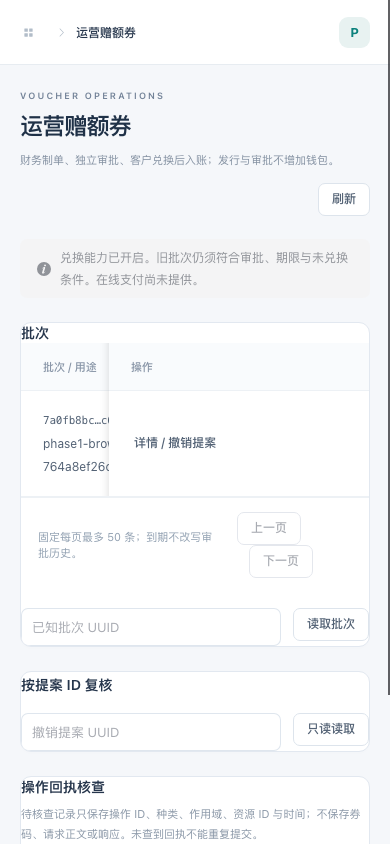 运营赠额券
P
VOUCHER OPERATIONS
运营赠额券
财务制单、独立审批、客户兑换后入账；发行与审批不增加钱包。
刷新
兑换能力已开启。旧批次仍须符合审批、期限与未兑换
条件。在线支付尚未提供。
批次
批次 / 用途 操作
7a0fb8bc…c
phase1-brow
764a8ef26c
详情 / 撤销提案
固定每页最多 50 条；到期不改写审
批历史。
上一页
下一页
已知批次 UUID 读取批次
按提案 ID 复核
撤销提案 UUID 只读读取
操作回执核查
待核查记录只保存操作 ID、种类、作用域、资源 ID 与时间；不保存券
码、请求正文或响应。未查到回执不能重复提交。